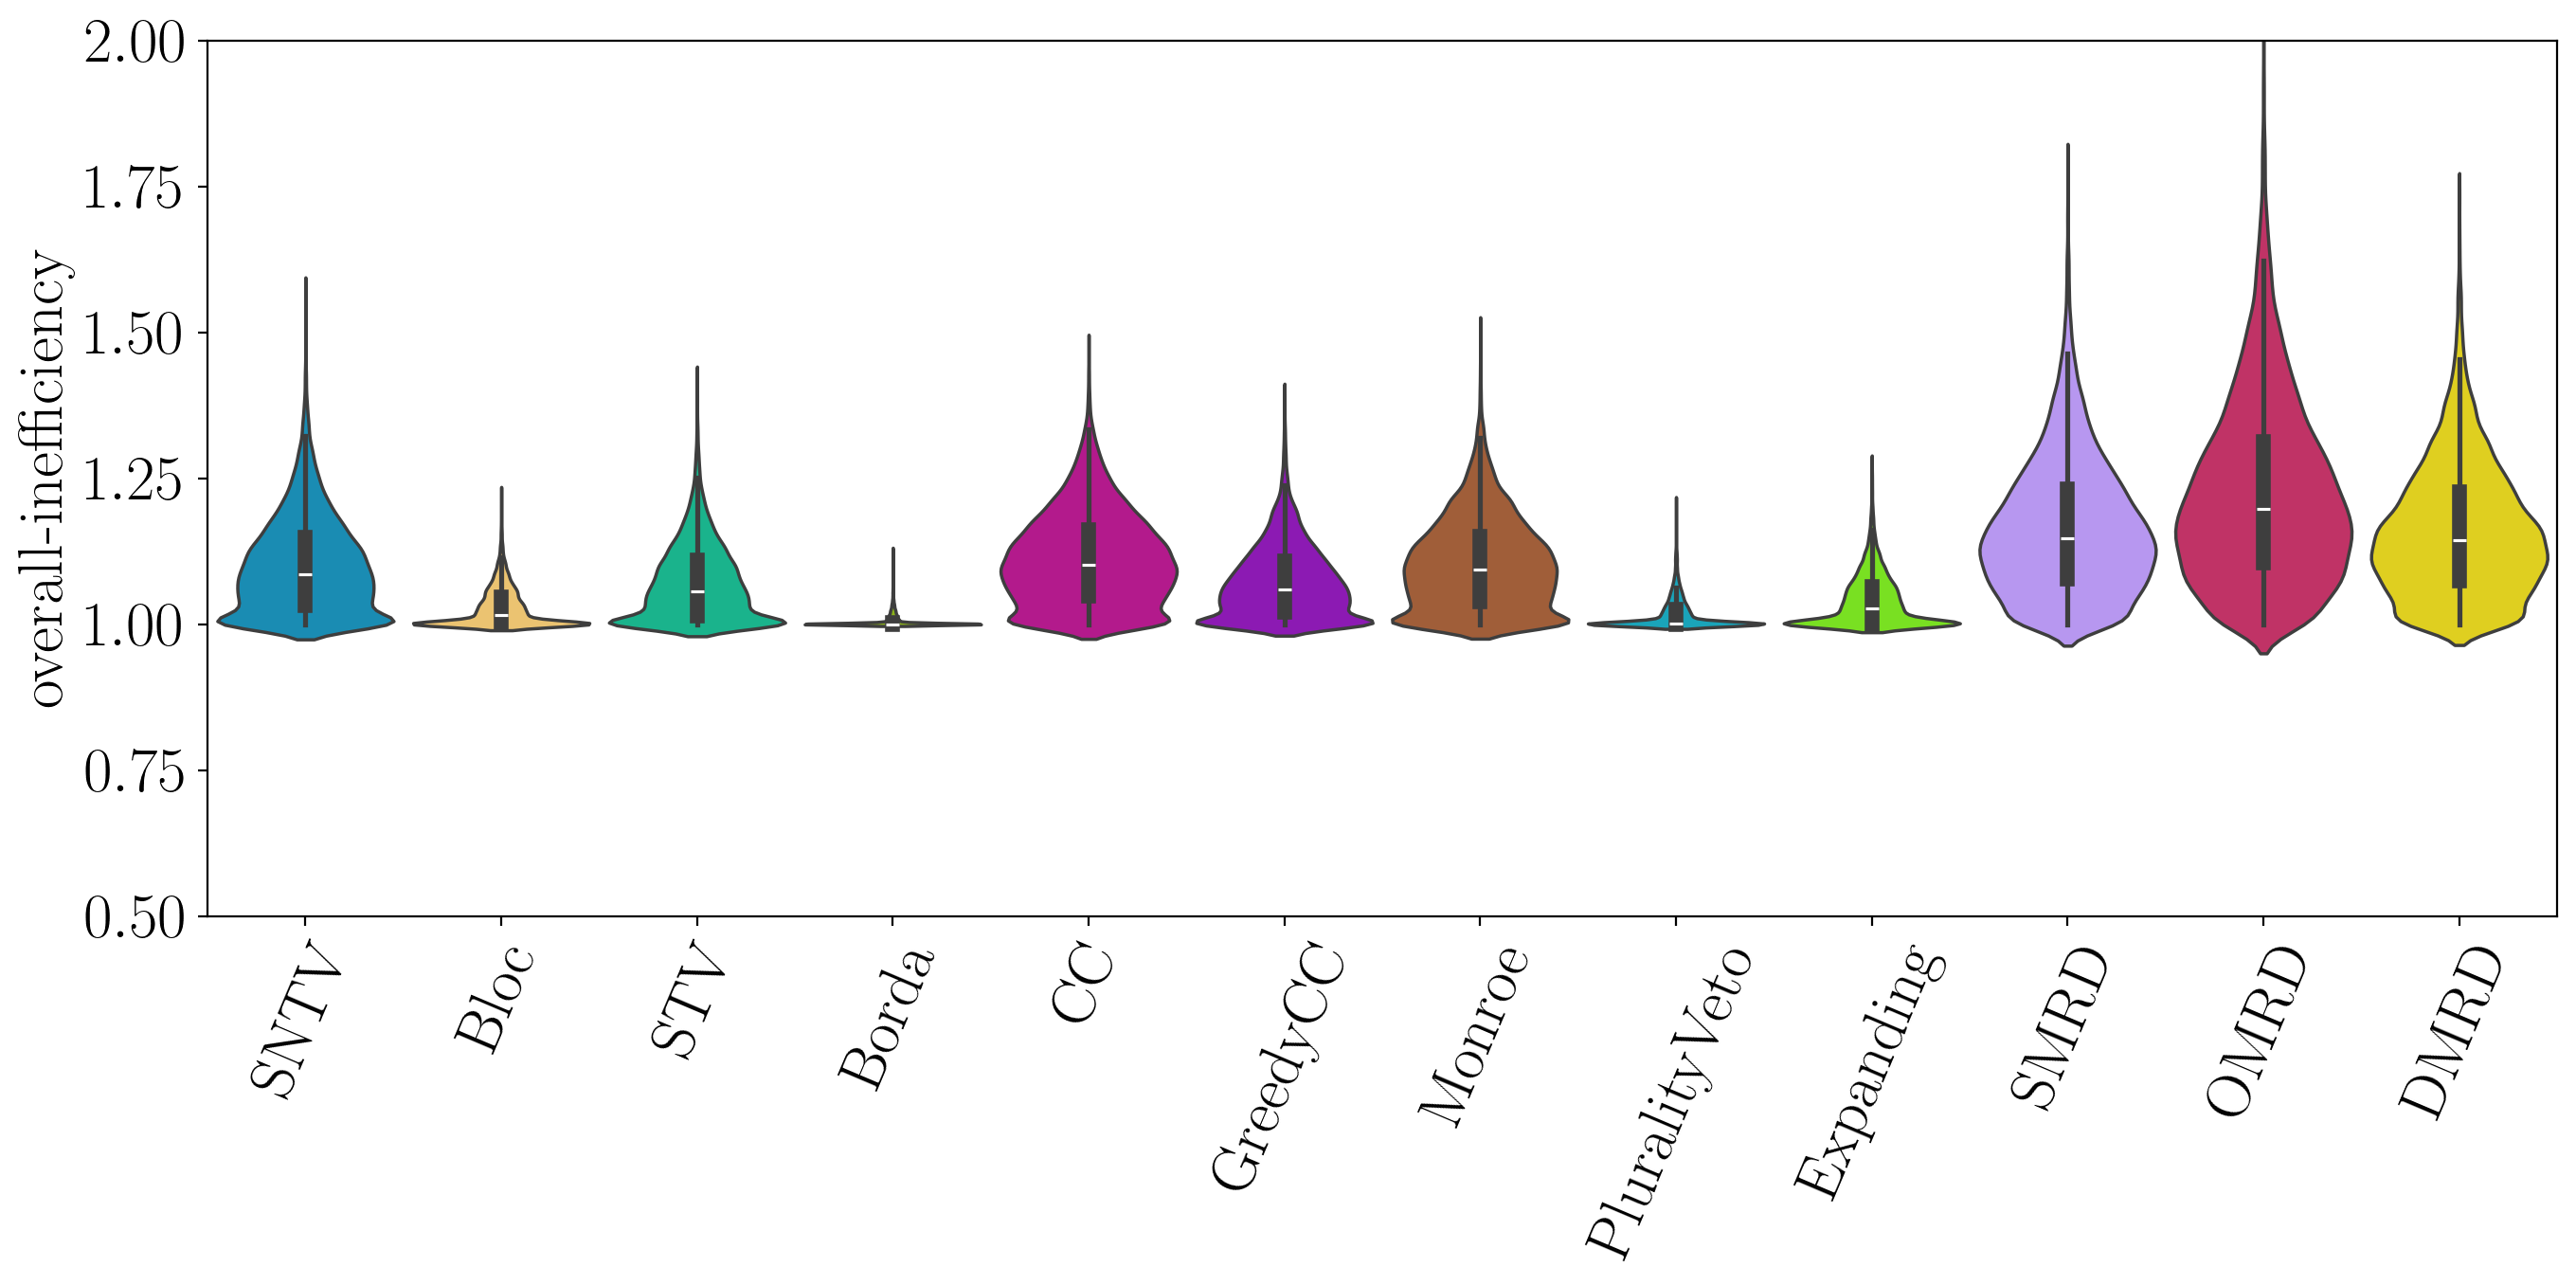 overall-inefficiency
2.00
1.75
1.50
1.25
1.00
0.75
0.50
SNTV
Bloc
STV
Borda
CC
GreedyCC
Monroe
PluralityVeto
Expanding
SMRD
OMRD
DMRD